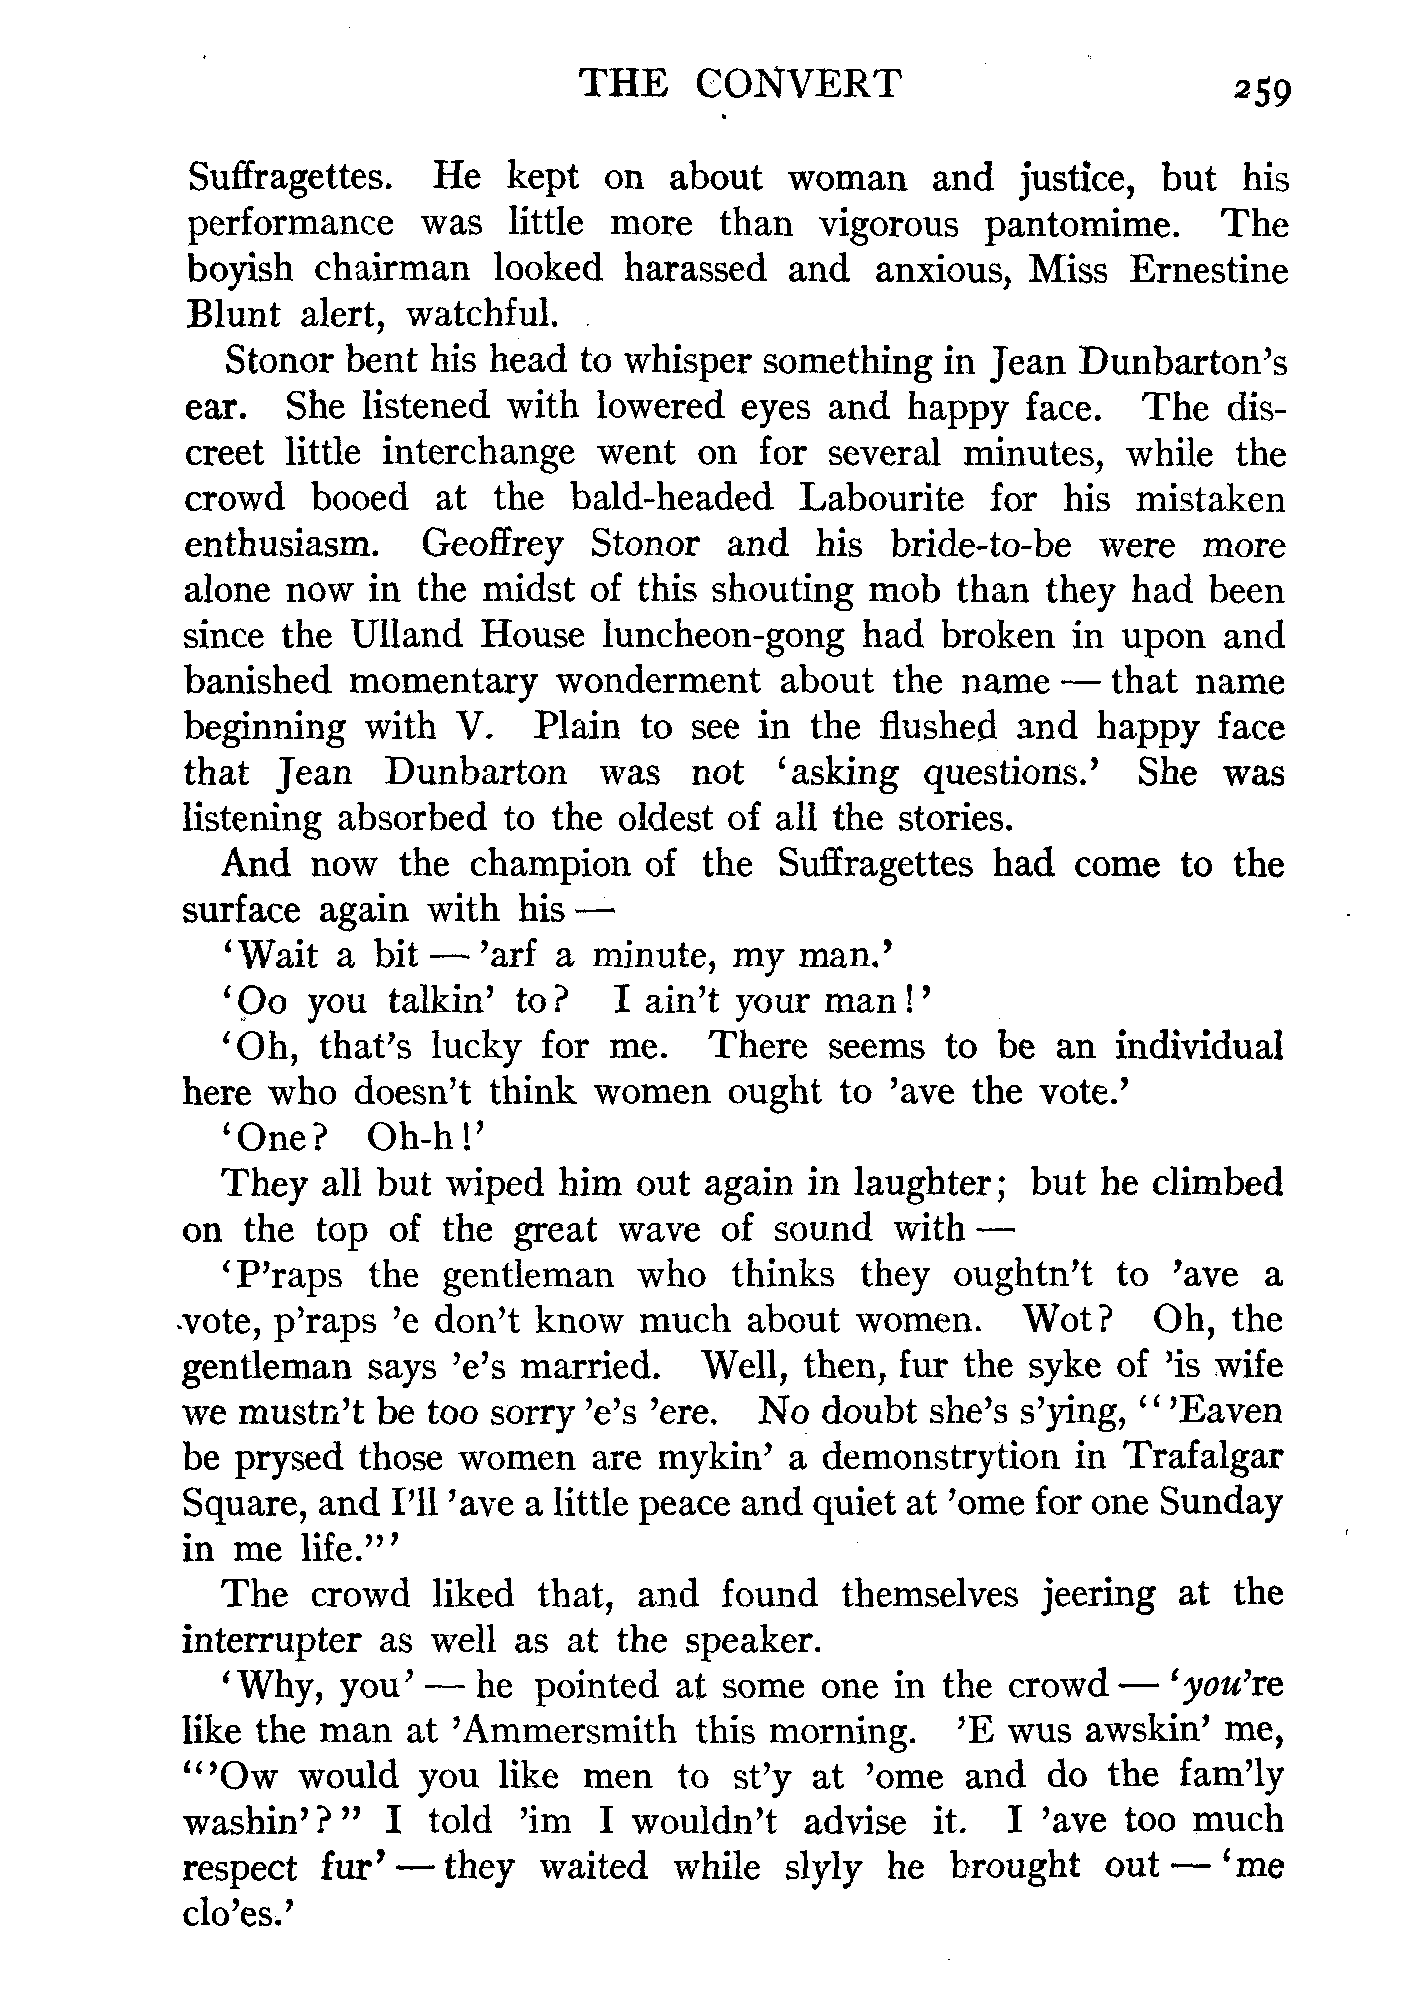 THE CONVERT 259
Suffragettes. He kept on about woman and justice, but his
performance was little more than vigorous pantomime. The
boyish chairman looked harassed and anxious, Miss Ernestine
Blunt alert, watchful.
Stonor bent his head to whisper something in Jean Dunbarton's
ear. She listened with lowered eyes and happy face. The dis-
creet little interchange went on for several minutes, while the
crowd booed at the bald-headed Labourite for his mistaken
enthusiasm. Geoffrey Stonor and his bride-to-be were more
alone now in the midst of this shouting mob than they had been
since the Ulland House luncheon-gong had broken in upon and
banished momentary wonderment about the name — that name
beginning with V. Plain to see in the flushed and happy face
that Jean Dunbarton was not 'asking questions.' She was
listening absorbed to the oldest of all the stories.
And now the champion of the Suffragettes had come to the
surface again with his —
'Wait a bit — 'arf a minute, my man.'
'Oo you talkin' to? I ain't your man!'
'Oh, that's lucky for me. There seems to be an individual
here who doesn't think women ought to 'ave the vote.'
'One? Oh-h!'
They all but wiped him out again in laughter; but he climbed
on the top of the great wave of sound with —
'P'raps the gentleman who thinks they oughtn't to 'ave a
vote, p'raps 'e don't know much about women. Wot? Oh, the
gentleman says 'e's married. Well, then, fur the syke of 'is wife
we mustn't be too sorry 'e's 'ere. No doubt she's s'ying, "'Eaven
be prysed those women are mykin' a demonstrytion in Trafalgar
Square, and I'll 'ave a little peace and quiet at 'ome for one Sunday
in me life."'
The crowd liked that, and found themselves jeering at the
interrupter as well as at the speaker.
'Why, you' — he pointed at some one in the crowd — 'you're
like the man at 'Ammersmith this morning. 'E wus awskin' me,
"'Ow would you like men to st'y at 'ome and do the fam'ly
washin'?" I told 'im I wouldn't advise it. I 'ave too much
respect fur' — they waited while slyly he brought out — 'me
clo'es.'